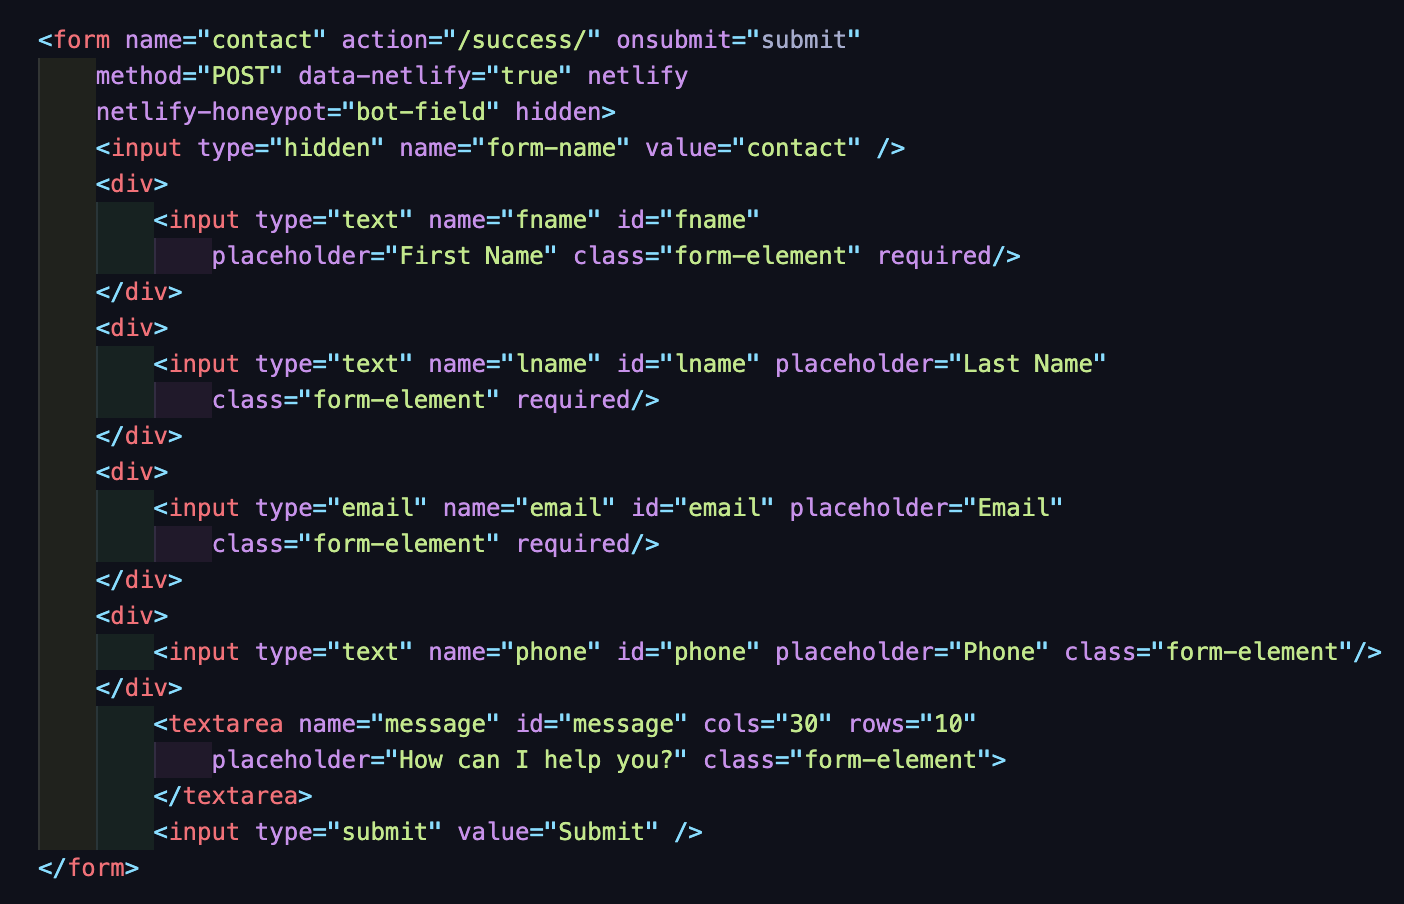 <form name="contact" action="/success/" onsubmit="submit"
method="POST" data-netlify="true" netlify
netlify-honeypot="bot-field" hidden>
<input type="hidden" name="form-name" value="contact" />
<div>
<input type="text" name="fname" id="fname"
placeholder="First Name" class="form-element" required/>
</div>
<div>
<input type="text" name="lname" id="lname" placeholder="Last Name"
class="form-element" required/>
</div>
<div>
<input type="email" name="email" id="email" placeholder="Email"
class="form-element" required/>
</div>
<div>
<input type="text" name="phone" id="phone" placeholder="Phone" class="form-element"/>
</div>
<textarea name="message" id="message" cols="30" rows="10"
placeholder="How can I help you?" class="form-element">
</textarea>
<input type="submit" value="Submit" />
</form>